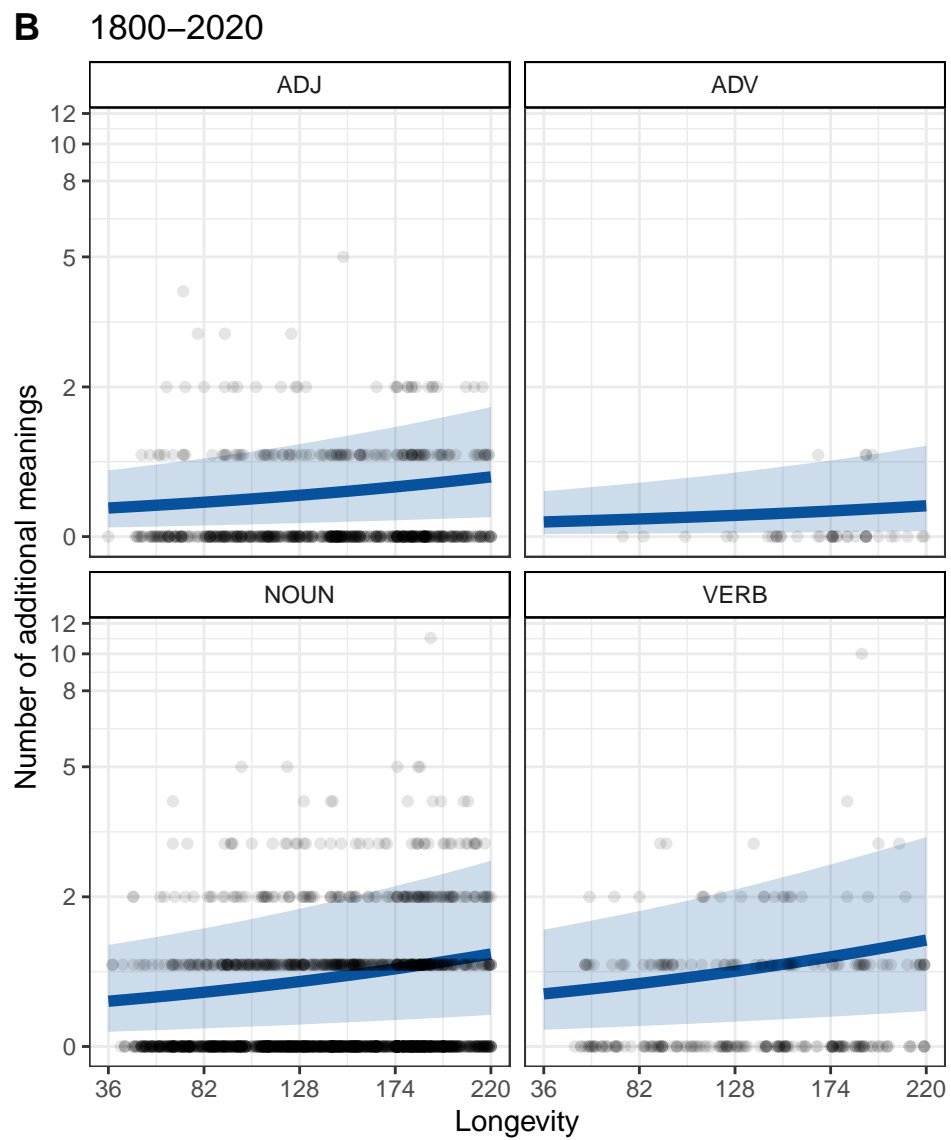 B 1800–2020
ADJ ADV
12
10
8
5
2
0
NOUN VERB
12
10
8
5
2
0
Number of additional meanings
36 82 128 174 220 36 82 128 174 220
Longevity